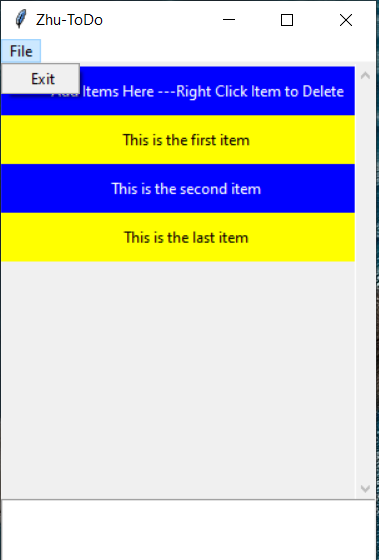 Zhu-ToDo
File
Exit
Items Here ---Right Click Item to Delete
This is the first item
This is the second item
This is the last item